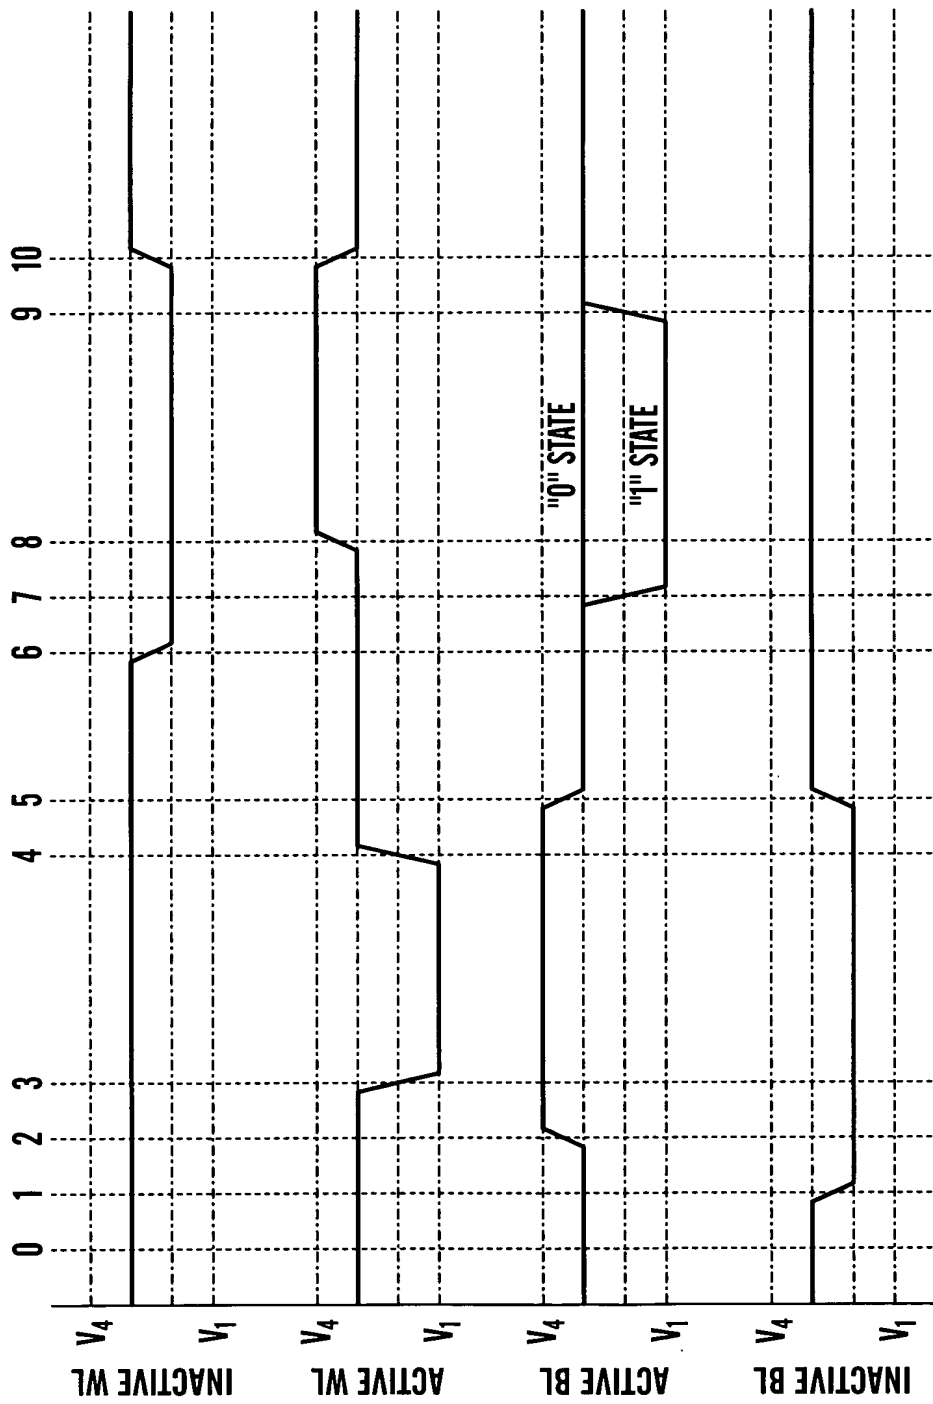 0 1 2 3 4 5 6 7 8 9 10
V4
INACTIVE WL
V1
V4
ACTIVE WL
V1
V4
ACTIVE BL
V1
"0" STATE
"1" STATE
V4
INACTIVE BL
V1